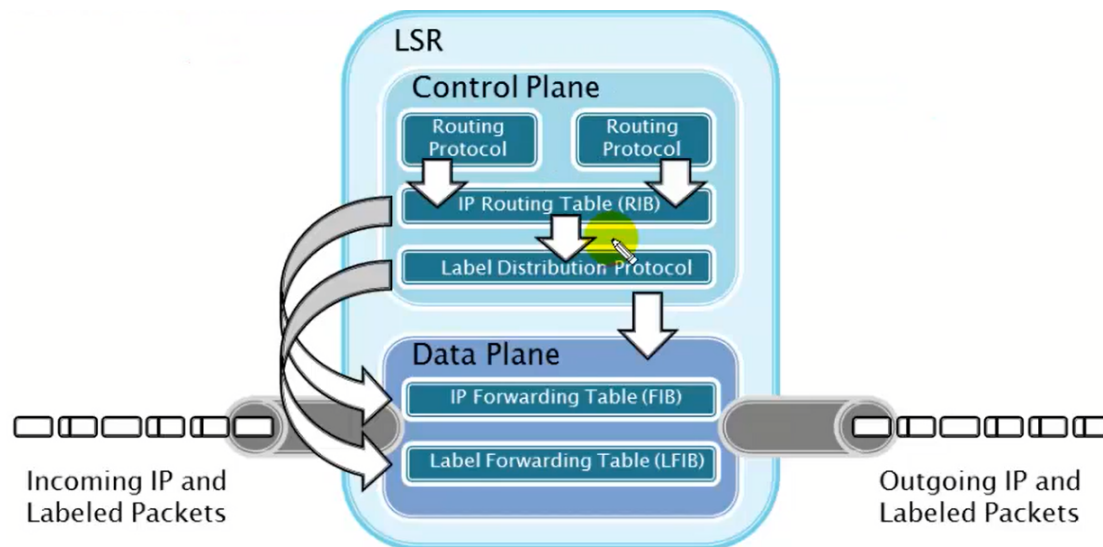 LSR
Control Plane
Routing
Protocol
Routing
Protocol
IP Routing Table (RIB)
Label Distribution Protocol
Data Plane
IP Forwarding Table (FIB)
Label Forwarding Table (LFIB)
Incoming IP and
Labeled Packets
Outgoing IP and
Labeled Packets